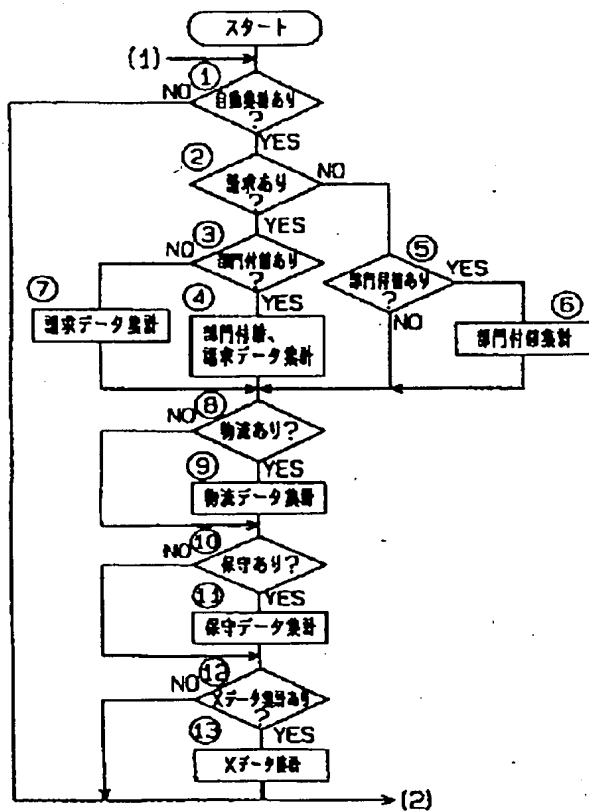 スタート
(1)
①
NO
自動集計あり
?
YES
②
NO
請求あり
?
YES
③
NO
部門付替あり
?
YES
⑤
部門付替あり
?
YES
NO
⑦
請求データ集計
④
部門付替、
請求データ集計
⑥
部門付替集計
⑧
NO
物流あり?
YES
⑨
物流データ集計
⑩
NO
保守あり?
YES
⑪
保守データ集計
⑫
NO
Xデータ集計あり
?
YES
⑬
Xデータ集計
(2)